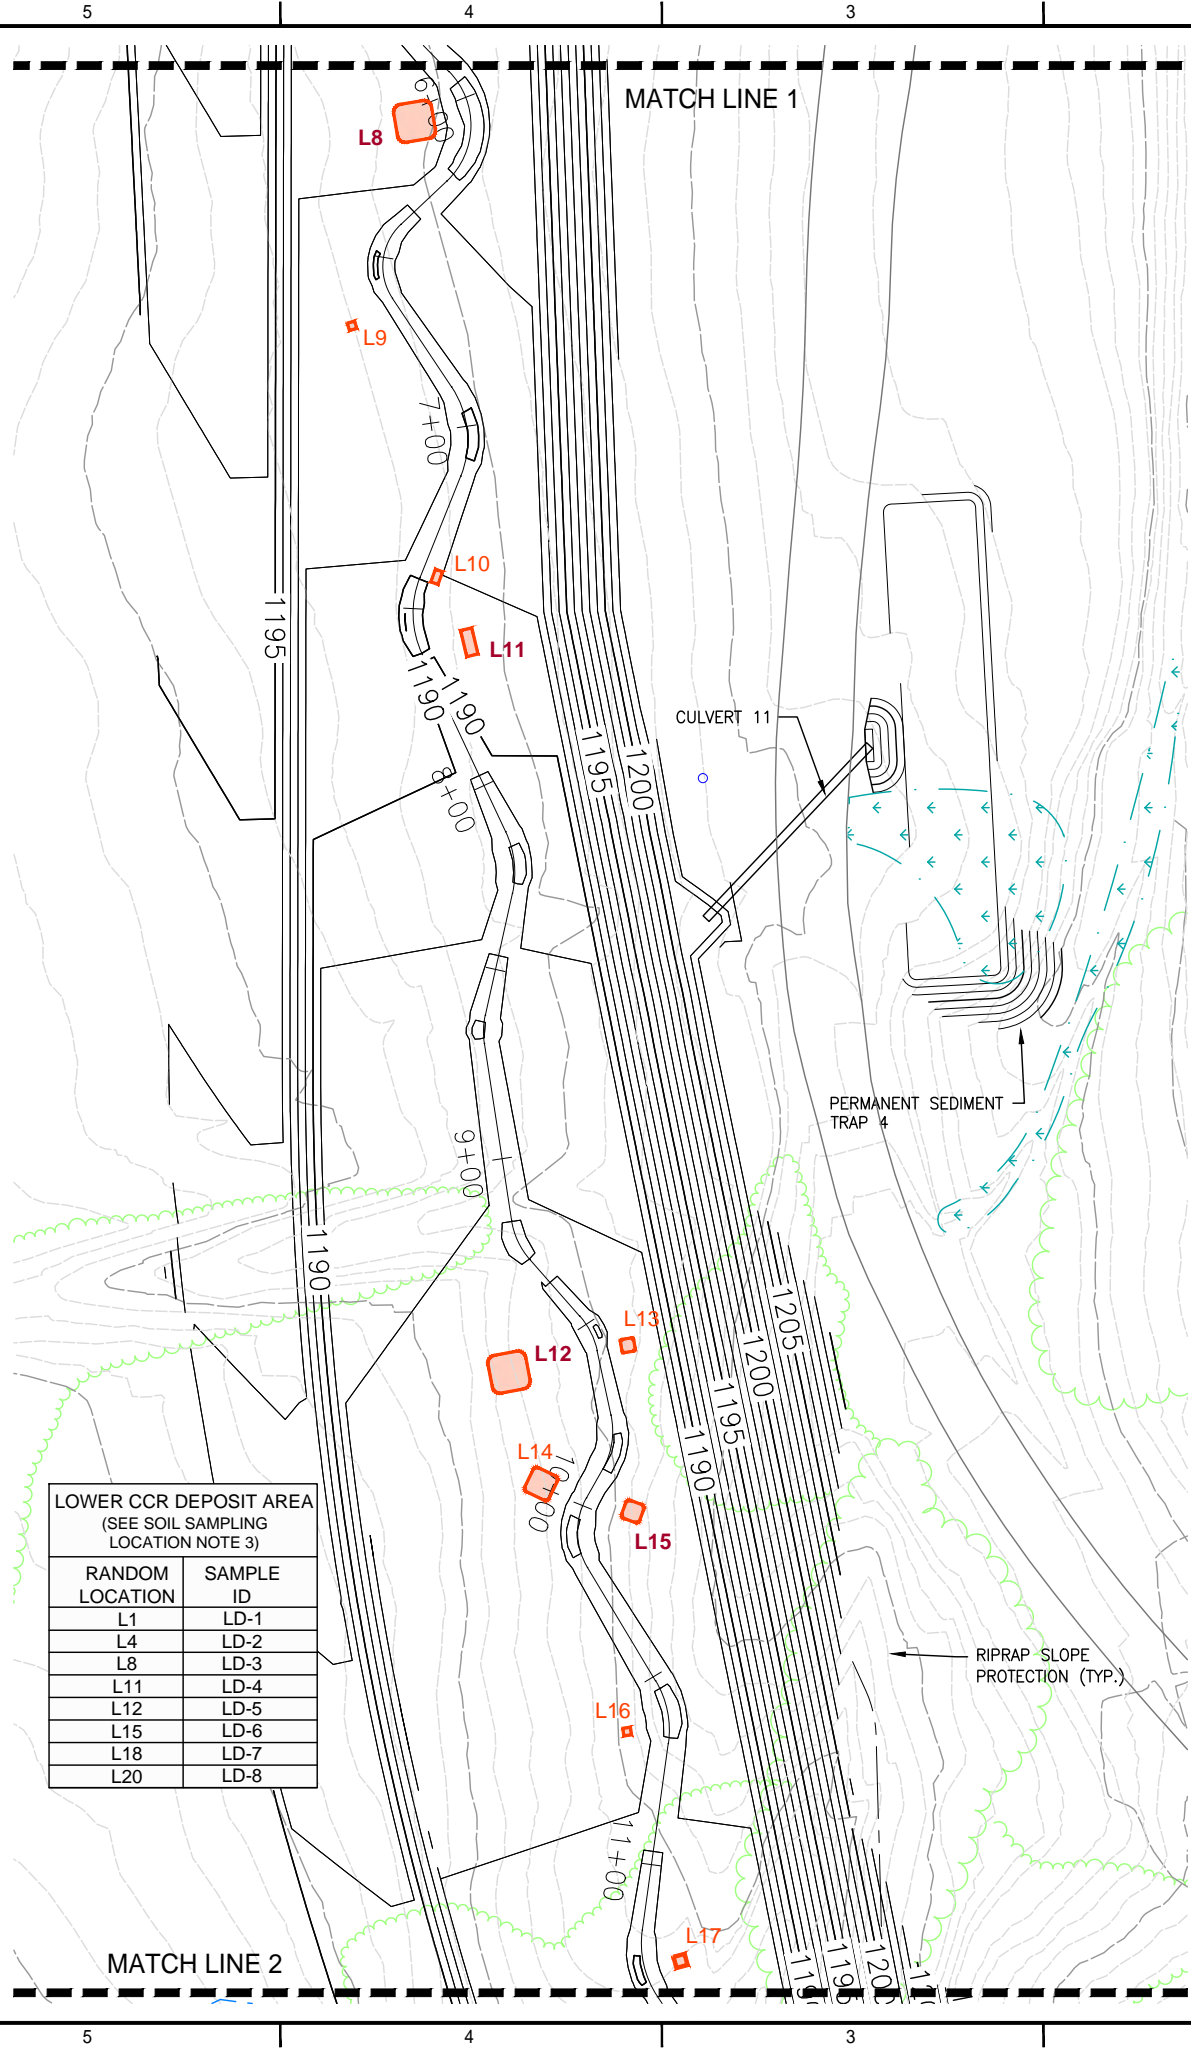 5 4 3
MATCH LINE 1
6+00
L8
L9
7+00
L10
1195
L11
1190
1190
CULVERT 11
1195
1200
8+00
PERMANENT SEDIMENT
TRAP 4
9+00
1190
1205
L13
1200
L12
1195
1190
L14
10+00
L15
LOWER CCR DEPOSIT AREA
(SEE SOIL SAMPLING
LOCATION NOTE 3)
RANDOM LOCATION SAMPLE ID
L1 LD-1
L4 LD-2
L8 LD-3
L11 LD-4
L12 LD-5
L15 LD-6
L18 LD-7
L20 LD-8
RIPRAP SLOPE
PROTECTION (TYP.)
L16
11+00
L17
MATCH LINE 2
1195
5 4 3